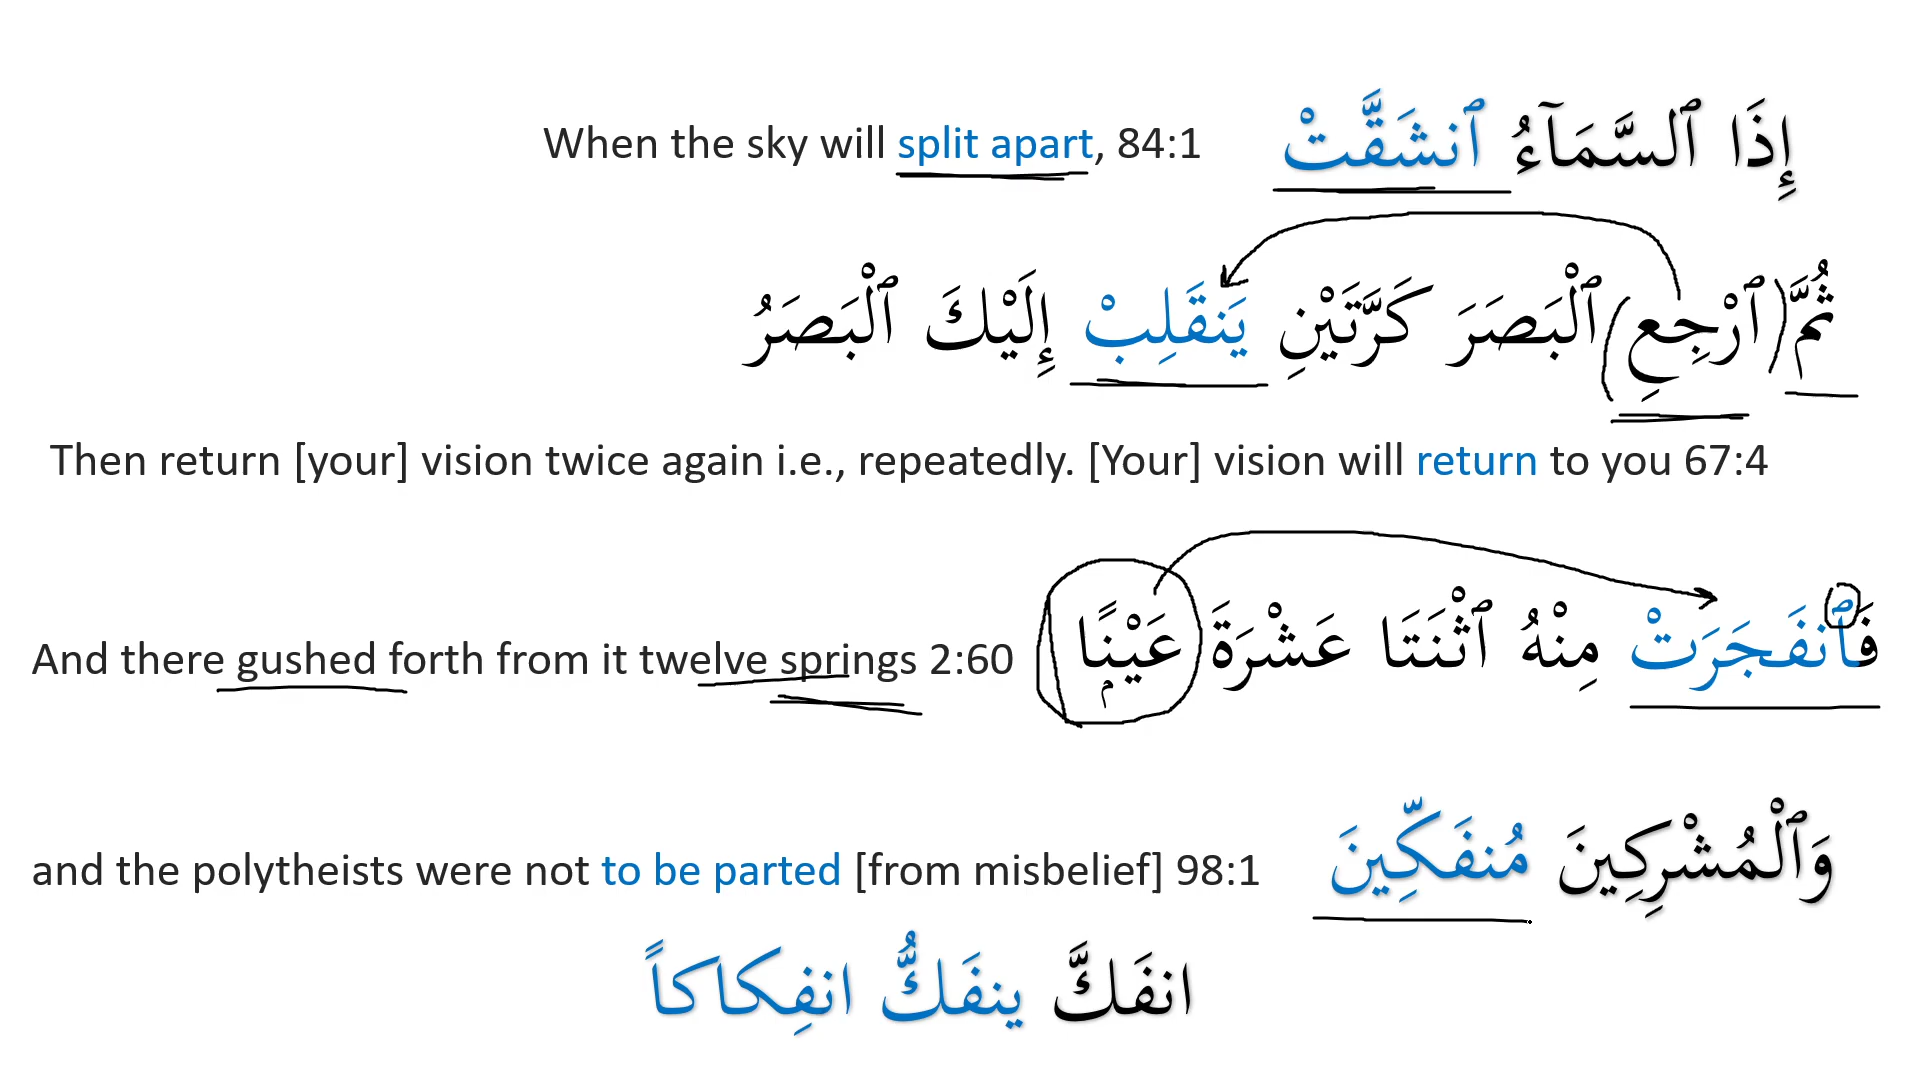 When the sky will split apart, 84:1 إِذَا ٱلسَّمَآءُ ٱنشَقَّتْ
ثُمَّ ٱرْجِعِ ٱلْبَصَرَ كَرَّتَيْنِ يَنقَلِبْ إِلَيْكَ ٱلْبَصَرُ
Then return [your] vision twice again i.e., repeatedly. [Your] vision will return to you 67:4
And there gushed forth from it twelve springs 2:60 فَٱنفَجَرَتْ مِنْهُ ٱثْنَتَا عَشْرَةَ عَيْنًۢا
and the polytheists were not to be parted [from misbelief] 98:1 وَٱلْمُشْرِكِينَ مُنفَكِّينَ
انفَكَّ ينفَكُّ انفِكاكاً